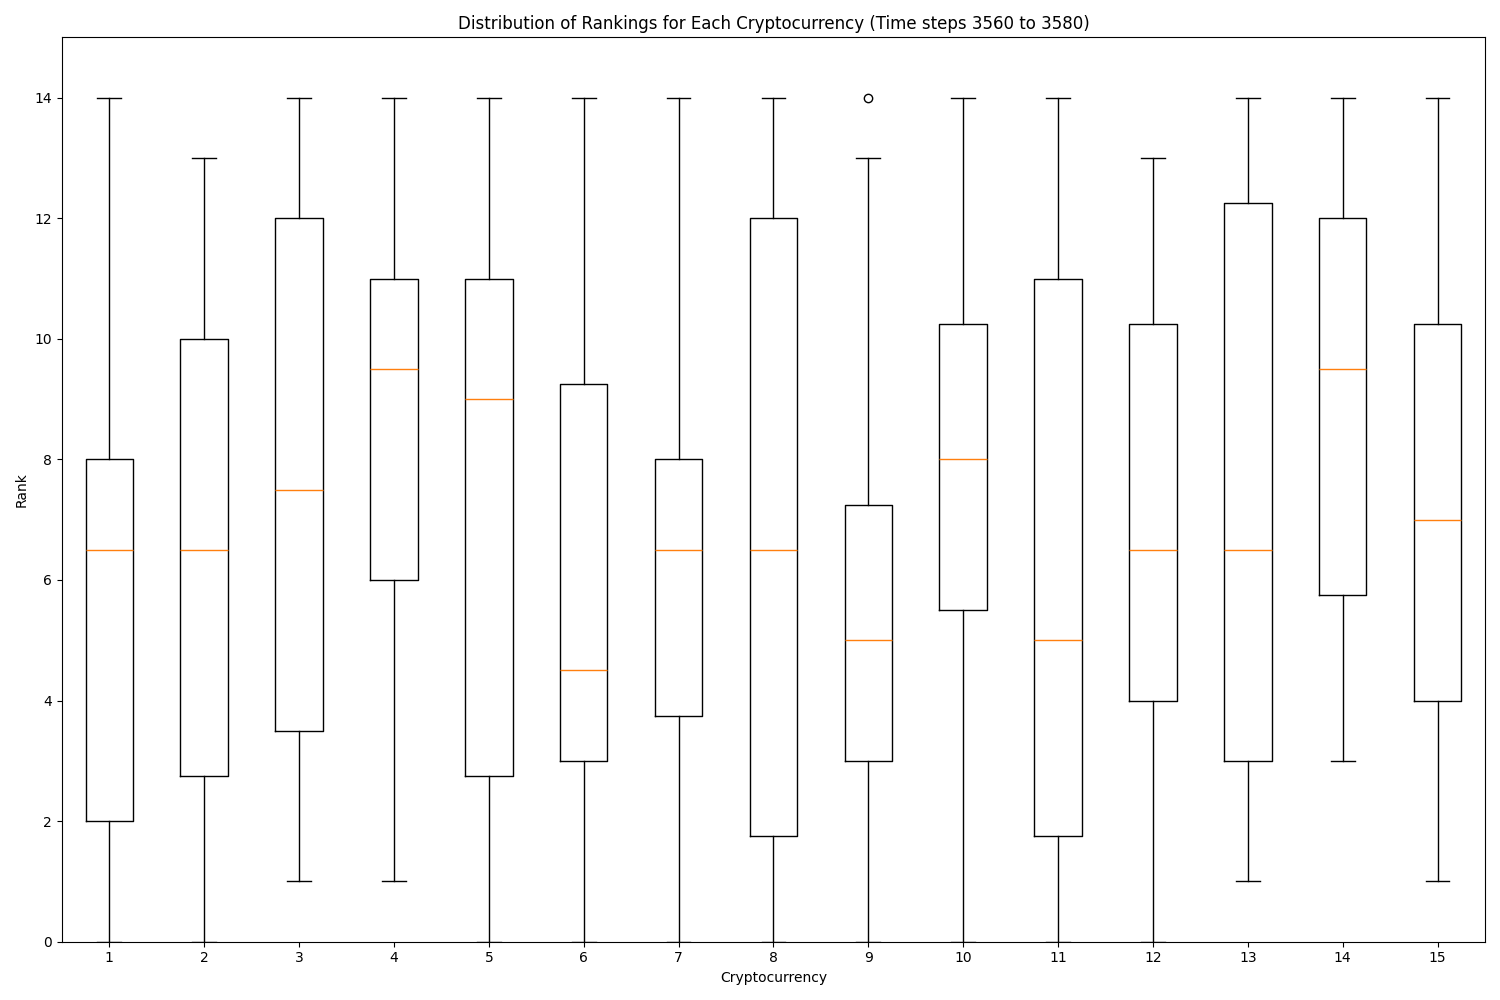 Distribution of Rankings for Each Cryptocurrency (Time steps 3560 to 3580)
Rank
14
12
10
8
6
4
2
0
1 2 3 4 5 6 7 8 9 10 11 12 13 14 15
Cryptocurrency